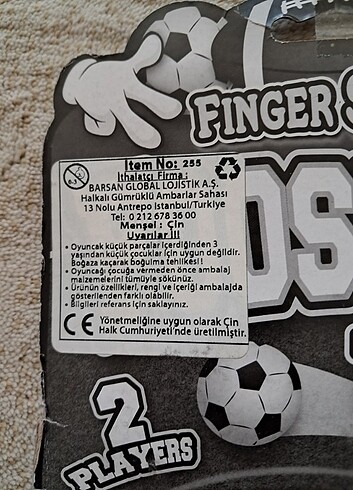 FINGER S
OS
Item No: 255
İthalatçı Firma :
BARSAN GLOBAL LOJİSTİK A.Ş.
Halkalı Gümrüklü Ambarlar Sahası
13 Nolu Antrepo Istanbul/Turkiye
Tel: 0 212 678 36 00
Menşei : Çin
Uyarılar !!!
• Oyuncak küçük parçalar içerdiğinden 3
yaşından küçük çocuklar için uygun değildir.
Boğaza kaçarak boğulma tehlikesi !
• Oyuncağı çocuğa vermeden önce ambalaj
malzemelerini tümüyle sökünüz.
• Ürünün özellikleri, rengi ve içeriği ambalajda
gösterilenden farklı olabilir.
• Bilgileri referans için saklayınız.
CE Yönetmeliğine uygun olarak Çin
Halk Cumhuriyeti'nde üretilmiştir.
2
PLAYERS